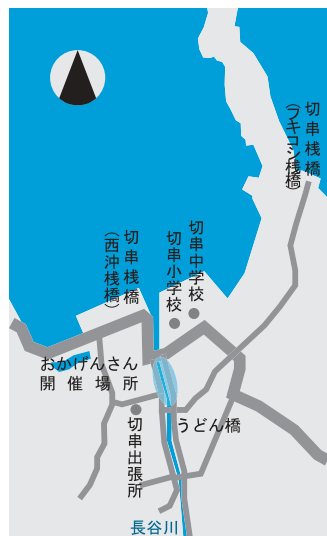 切串桟橋
(フキコシ桟橋)
切串中学校
切串小学校
切串桟橋
(西沖桟橋)
おかげんさん
開催場所
うどん橋
切串出張所
長谷川